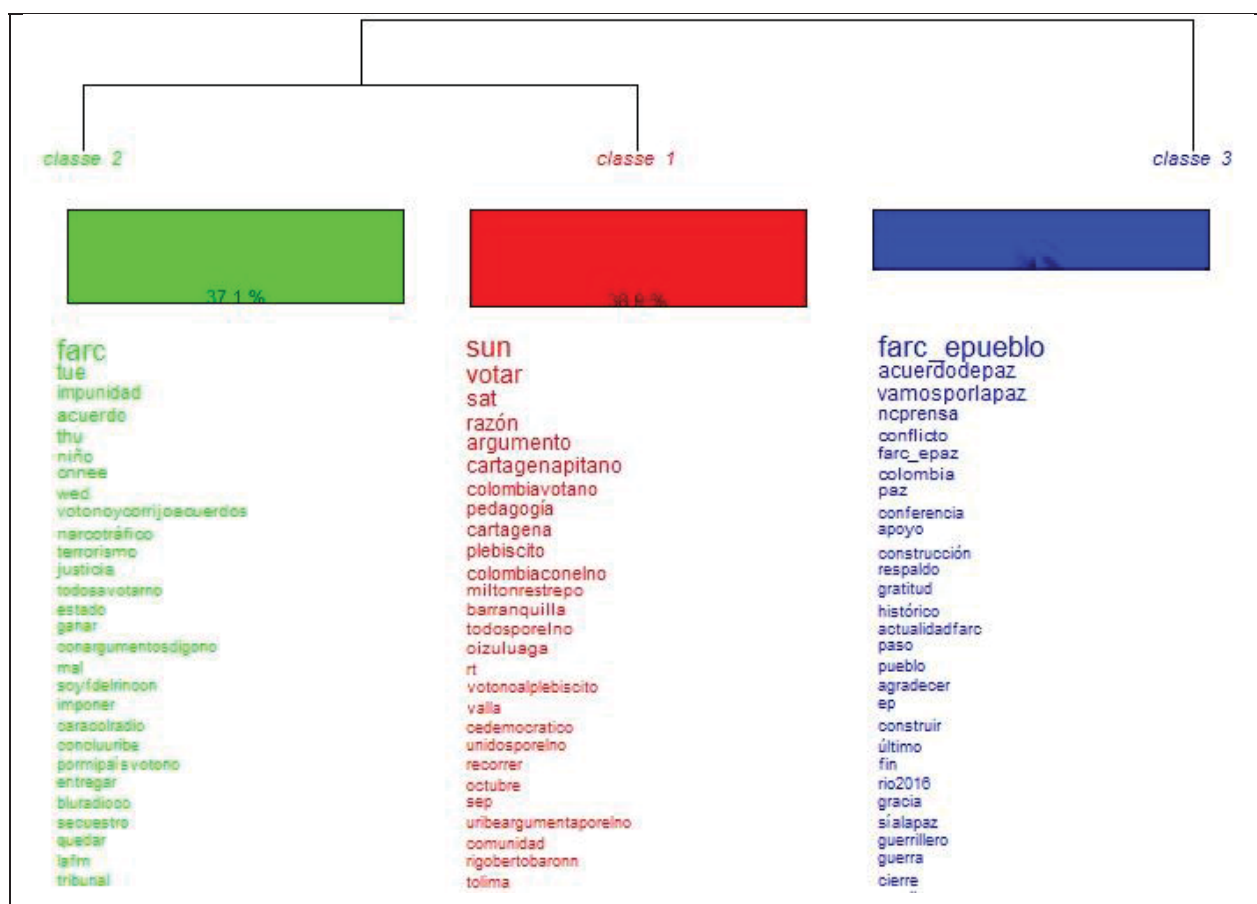 classe 2
classe 1
classe 3
37.1 %
farc
tue
impunidad
acuerdo
thu
niño
cnnee
wed
votonoycorrijoacuerdos
narcotráfico
terrorismo
justicia
todosavotarno
estado
ganar
conargumentosdigono
mal
soyfdelrincon
imponer
caracolradio
concluuribe
pormipaísvotono
entregar
bluradioco
secuestro
quedar
lafm
tribunal
sun
votar
sat
razón
argumento
cartagenapitano
colombiavotano
pedagogía
cartagena
plebiscito
colombiaconelno
miltonrestrepo
barranquilla
todosporelno
oizuluaga
rt
votonoalplebiscito
valla
cedemocratico
unidosporelno
recorrer
octubre
sep
uribeargumentaporelno
comunidad
rigobertobaronn
tolima
farc_epueblo
acuerdodepaz
vamosporlapaz
ncprensa
conflicto
farc_epaz
colombia
paz
conferencia
apoyo
construcción
respaldo
gratitud
histórico
actualidadfarc
paso
pueblo
agradecer
ep
construir
último
fin
rio2016
gracia
síalapaz
guerrillero
guerra
cierre